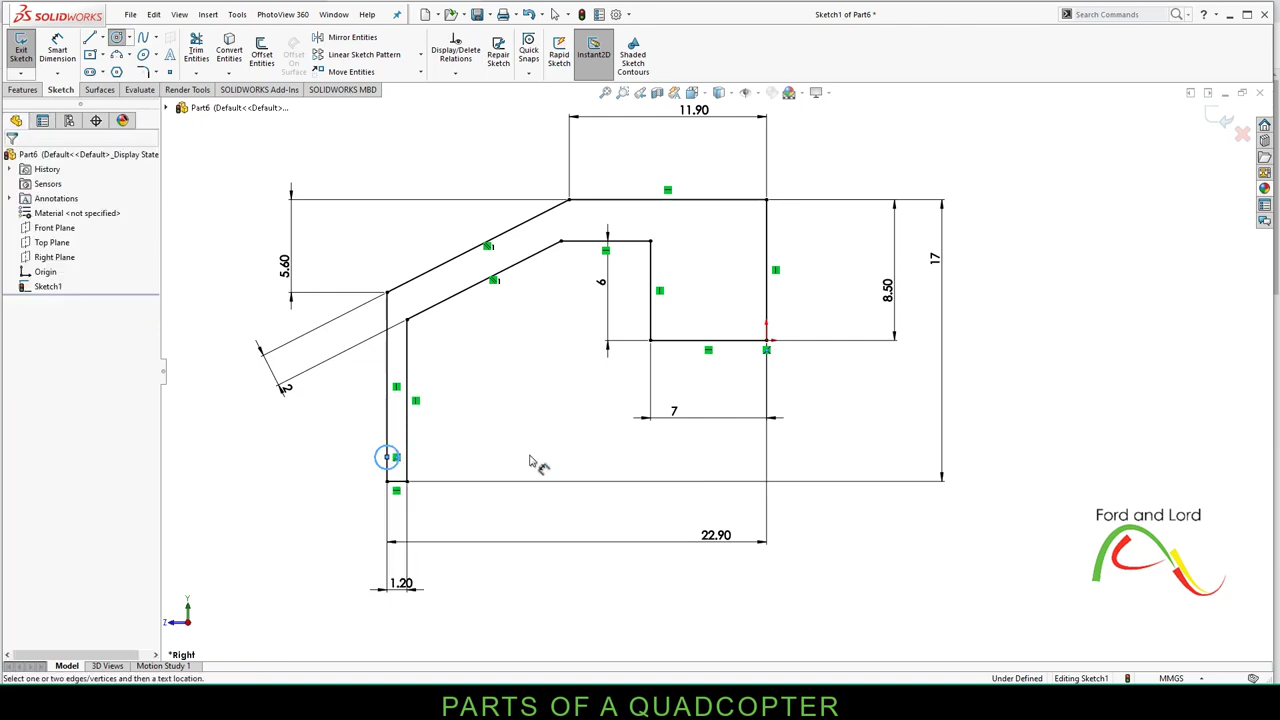 SOLIDWORKS
File
Edit
View
Insert
Tools
PhotoView 360
Window
Help
Sketch1 of Part6 *
Search Commands
?
Exit Sketch
Smart Dimension
Trim Entities
Convert Entities
Offset Entities
Offset On Surface
Mirror Entities
Linear Sketch Pattern
Move Entities
Display/Delete Relations
Repair Sketch
Quick Snaps
Rapid Sketch
Instant2D
Shaded Sketch Contours
Features
Sketch
Surfaces
Evaluate
Render Tools
SOLIDWORKS Add-Ins
SOLIDWORKS MBD
Part6 (Default<<Default>...
Part6 (Default<<Default>_Display State
History
Sensors
Annotations
Material <not specified>
Front Plane
Top Plane
Right Plane
Origin
Sketch1
11.90
5.60
2
6
7
8.50
17
22.90
1.20
1
1
Y
Z
*Right
Ford and Lord
Model
3D Views
Motion Study 1
Select one or two edges/vertices and then a text location.
Under Defined
Editing Sketch1
MMGS
PARTS OF A QUADCOPTER